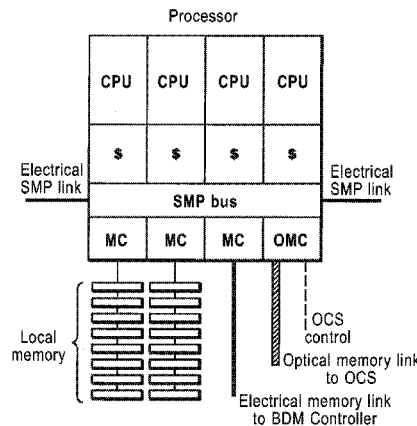 Processor
CPU CPU CPU CPU
$ $ $ $
Electrical
SMP link
Electrical
SMP link
SMP bus
MC MC MC OMC
Local
memory
OCS
control
Optical memory link
to OCS
Electrical memory link
to BDM Controller